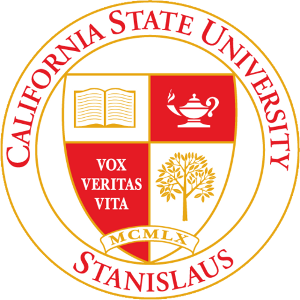 CALIFORNIA STATE UNIVERSITY
VOX
VERITAS
VITA
MCMLX
STANISLAUS